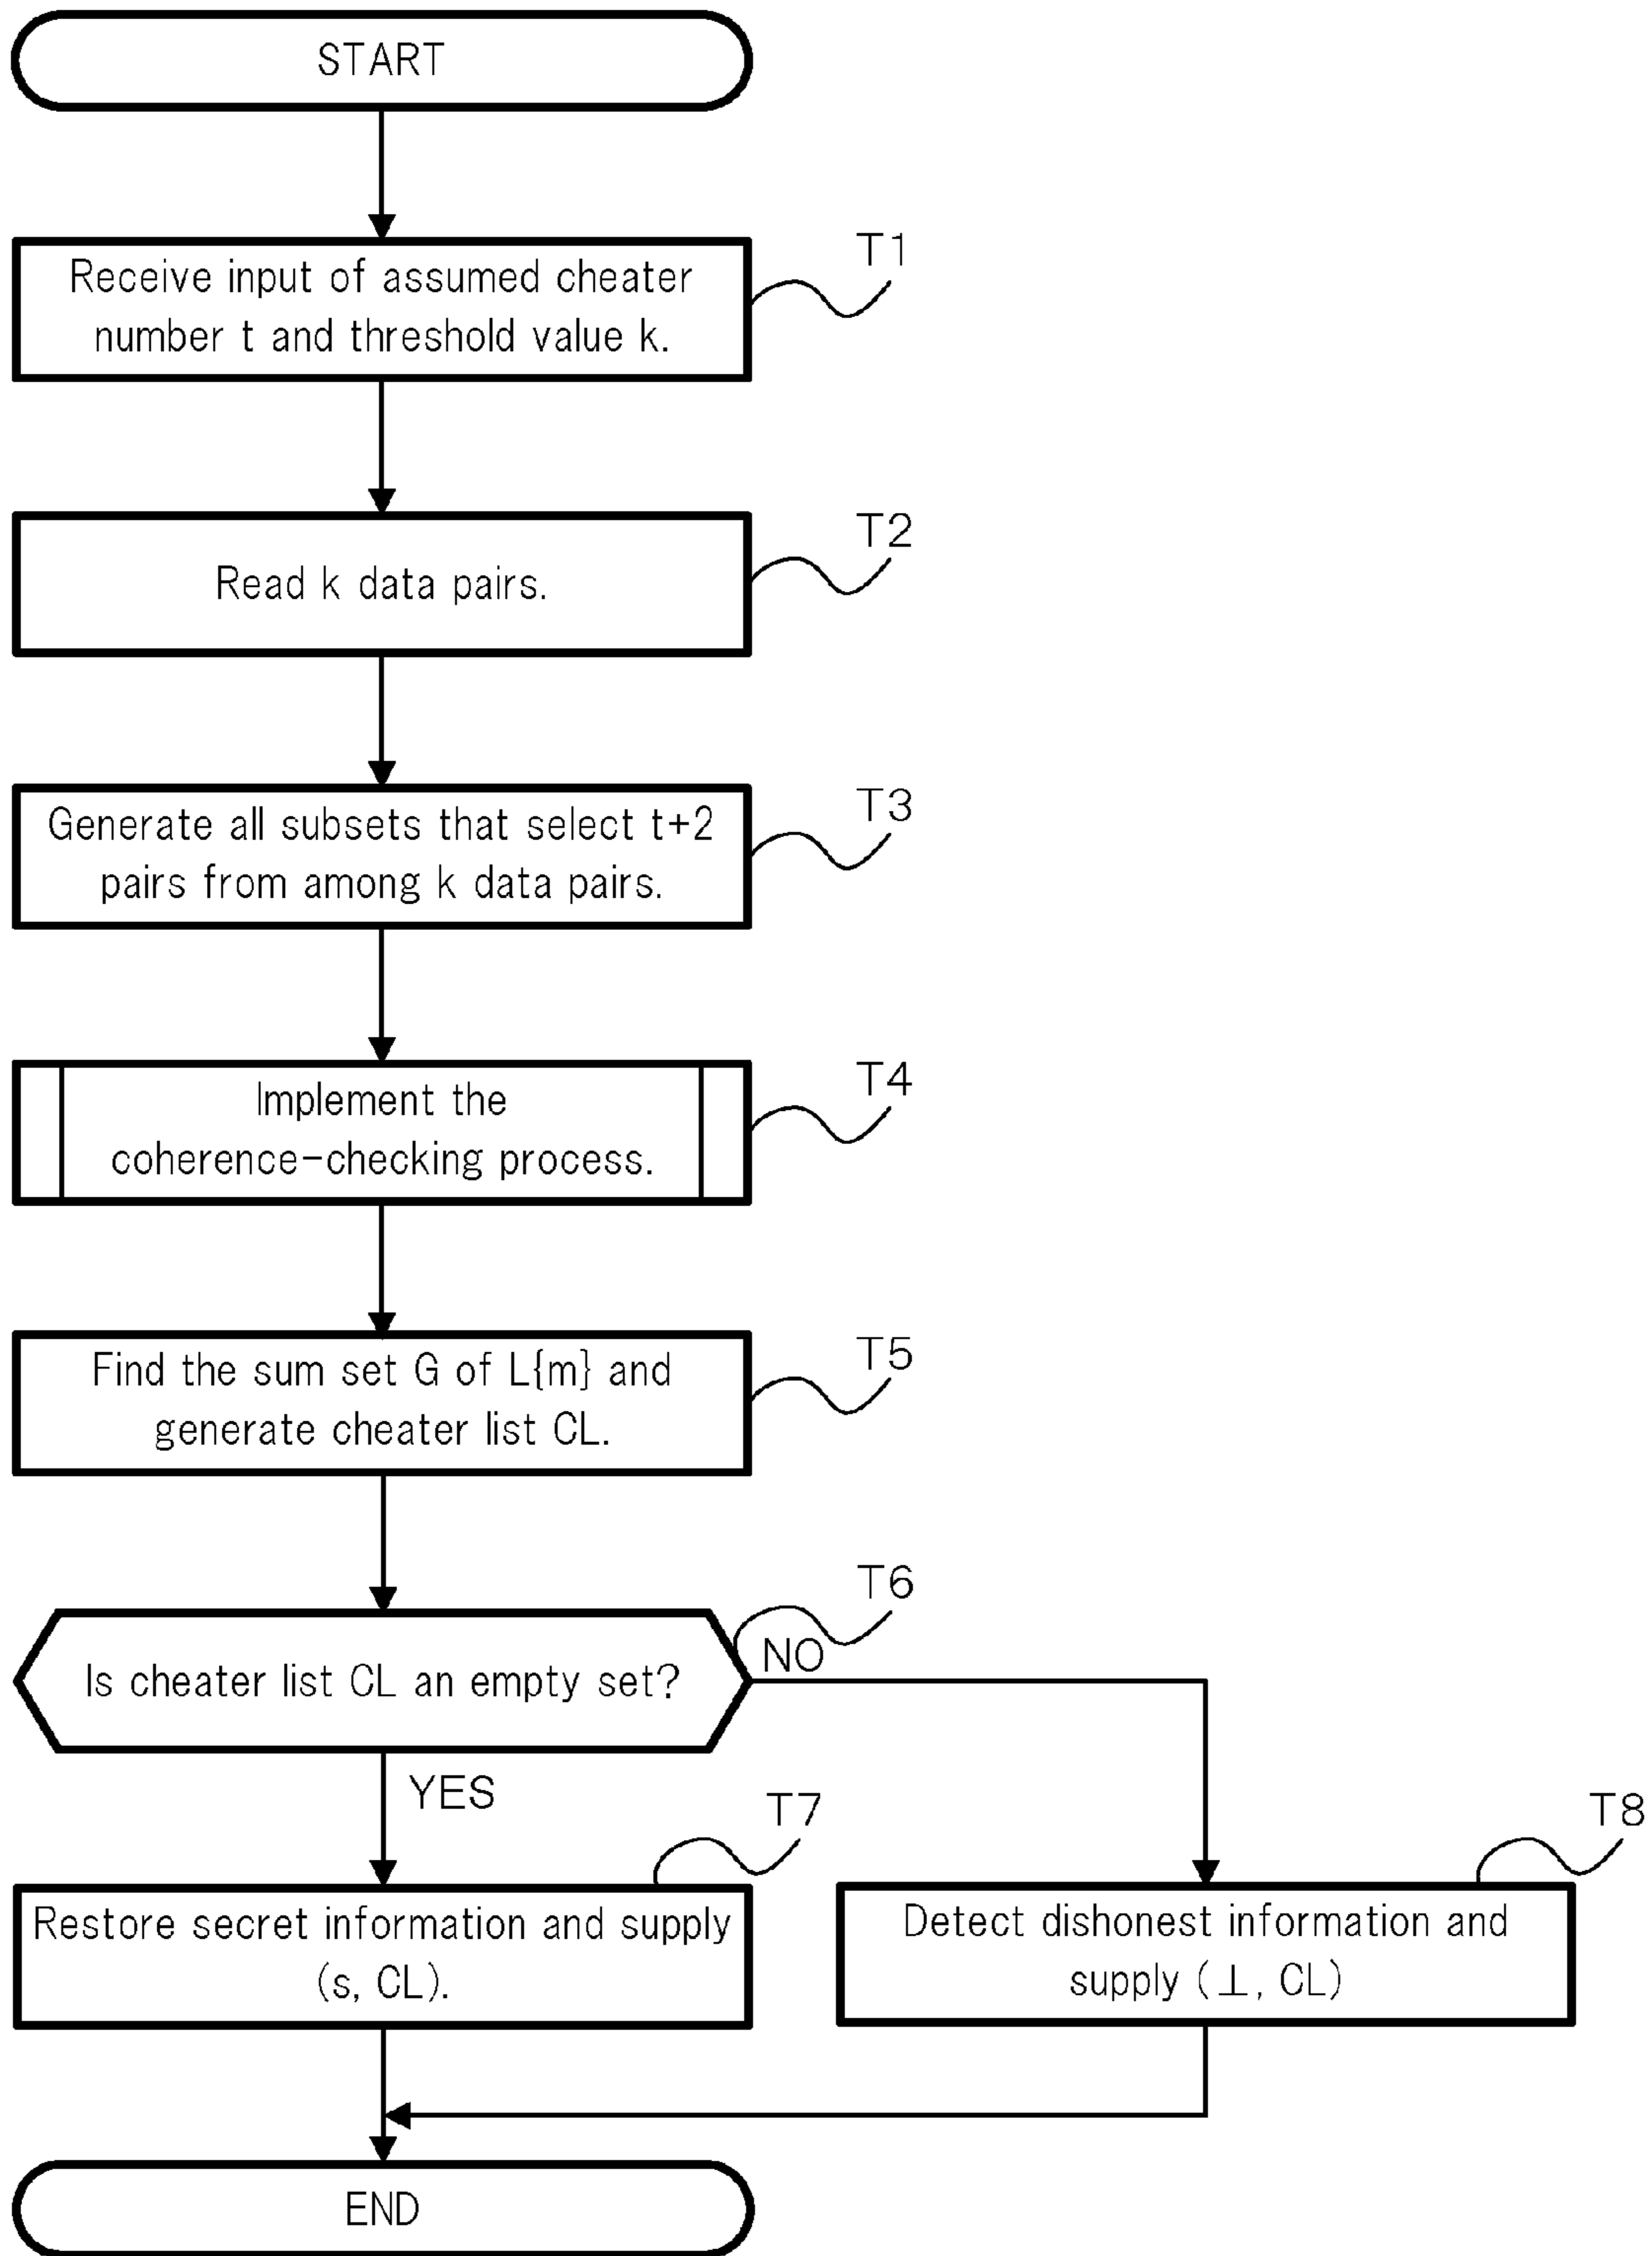 START
T1
Receive input of assumed cheater
number t and threshold value k.
T2
Read k data pairs.
T3
Generate all subsets that select t+2
pairs from among k data pairs.
T4
Implement the
coherence-checking process.
T5
Find the sum set G of L{m} and
generate cheater list CL.
T6
NO
Is cheater list CL an empty set?
YES
T7
T8
Restore secret information and supply
(s, CL).
Detect dishonest information and
supply (⊥, CL)
END